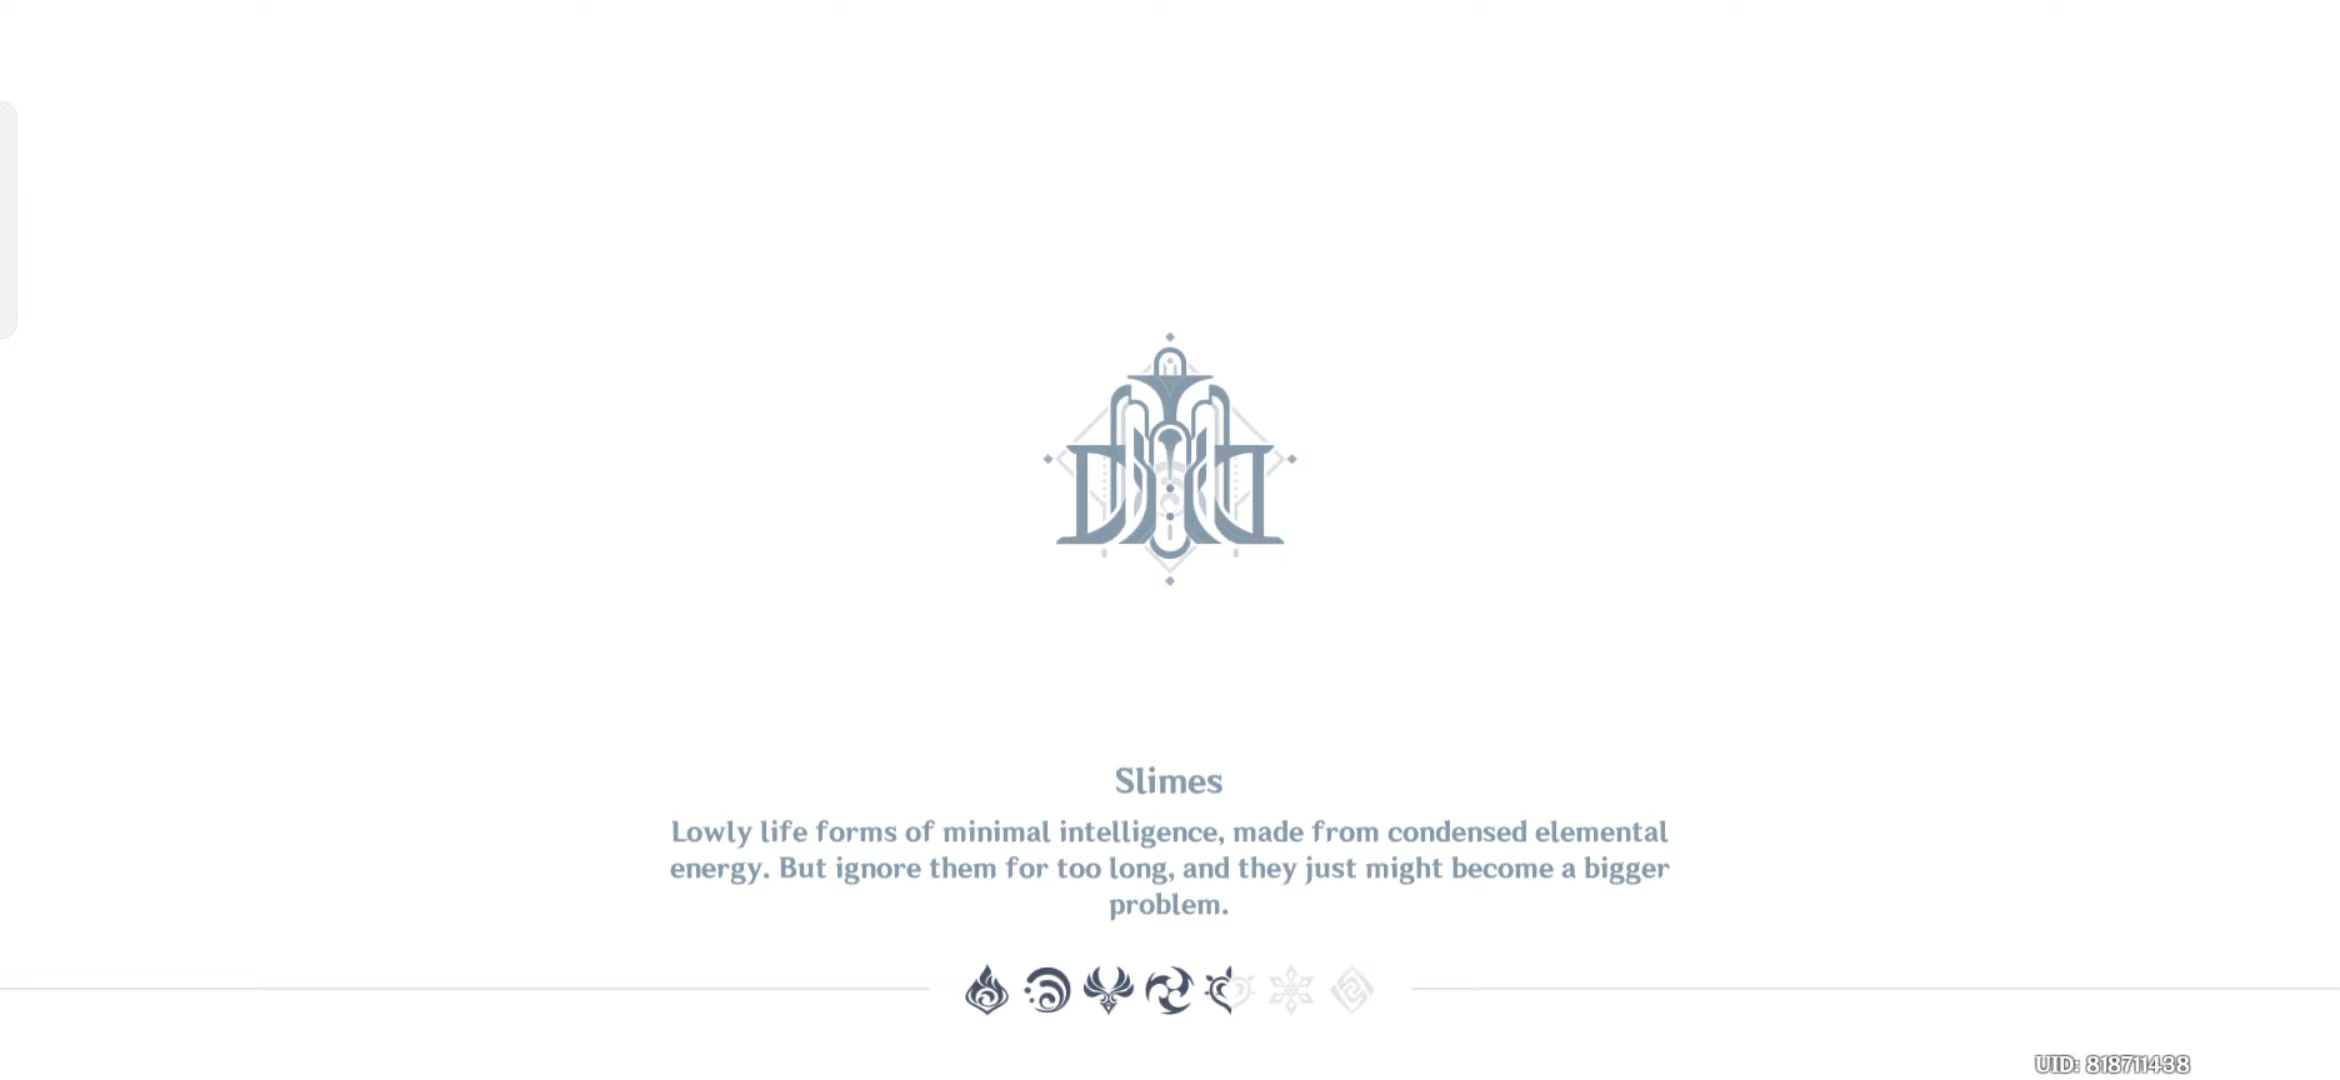 Slimes
Lowly life forms of minimal intelligence, made from condensed elemental
energy. But ignore them for too long, and they just might become a bigger
problem.
UID: 818711438